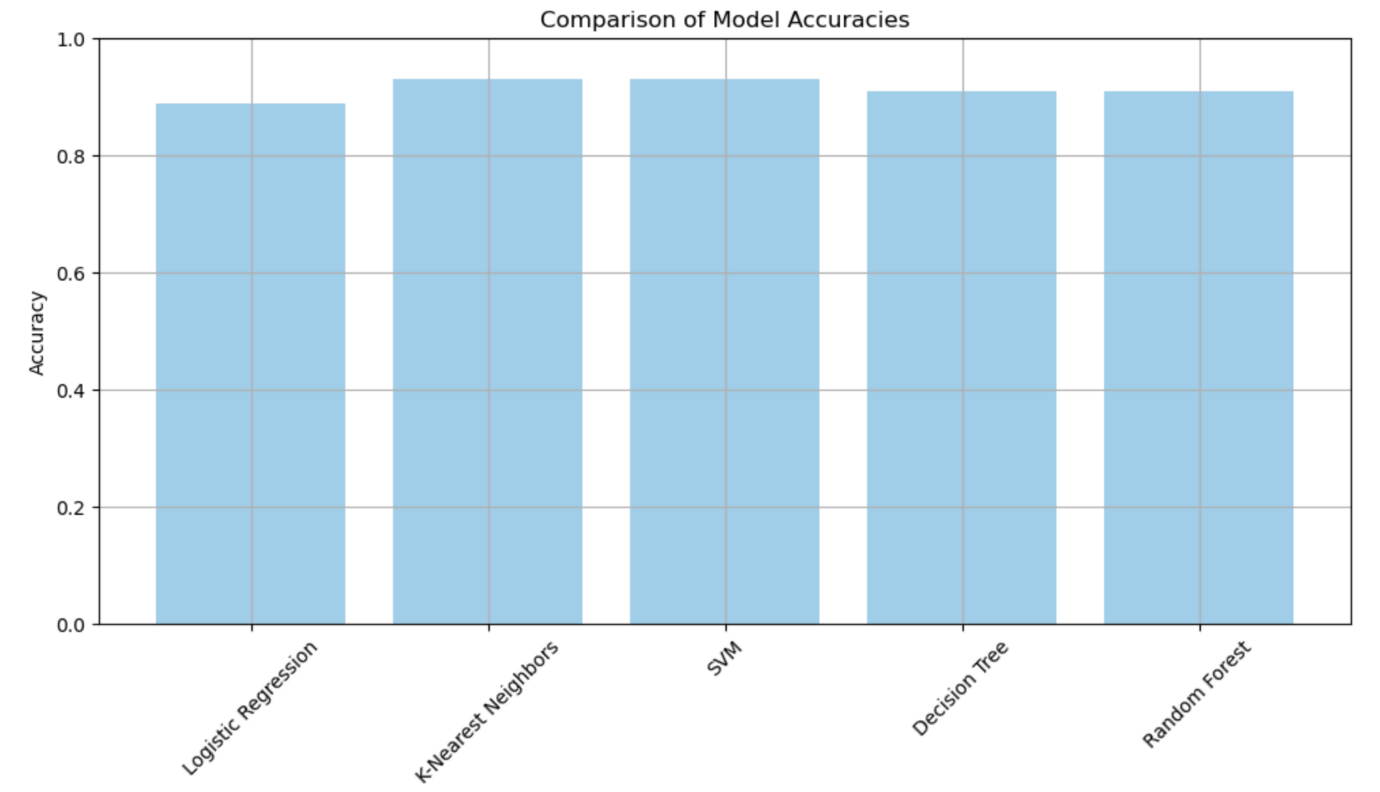 Comparison of Model Accuracies
1.0
0.8
0.6
0.4
0.2
0.0
Accuracy
Logistic Regression
K-Nearest Neighbors
SVM
Decision Tree
Random Forest